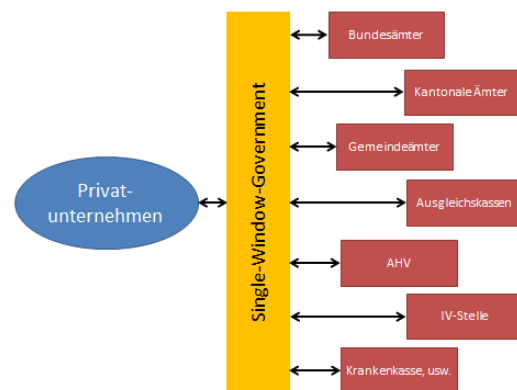 Privat-
unternehmen
Single-Window-Government
Bundesämter
Kantonale Ämter
Gemeindeämter
Ausgleichskassen
AHV
IV-Stelle
Krankenkasse, usw.